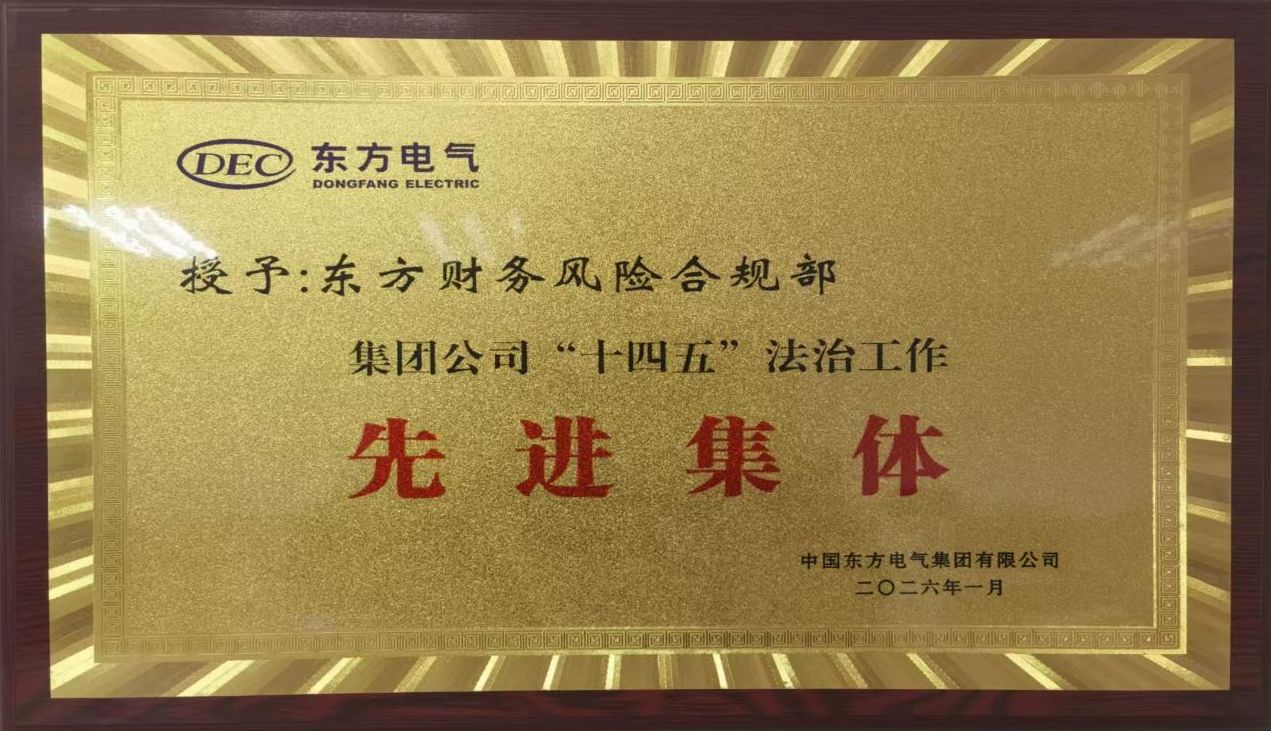 DEC 东方电气
DONGFANG ELECTRIC
授予:东方财务风险合规部
集团公司“十四五”法治工作
先进集体
中国东方电气集团有限公司
二〇二六年一月